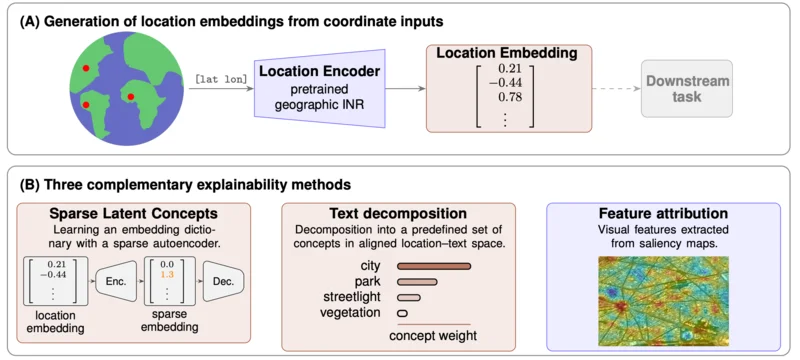 (A) Generation of location embeddings from coordinate inputs
[lat lon]
Location Encoder
pretrained
geographic INR
Location Embedding
0.21
−0.44
0.78
⋮
Downstream
task
(B) Three complementary explainability methods
Sparse Latent Concepts
Learning an embedding dictio-
nary with a sparse autoencoder.
0.21
−0.44
⋮
location
embedding
Enc.
0.0
1.3
⋮
sparse
embedding
Dec.
Text decomposition
Decomposition into a predefined set of
concepts in aligned location–text space.
city
park
streetlight
vegetation
concept weight
Feature attribution
Visual features extracted
from saliency maps.